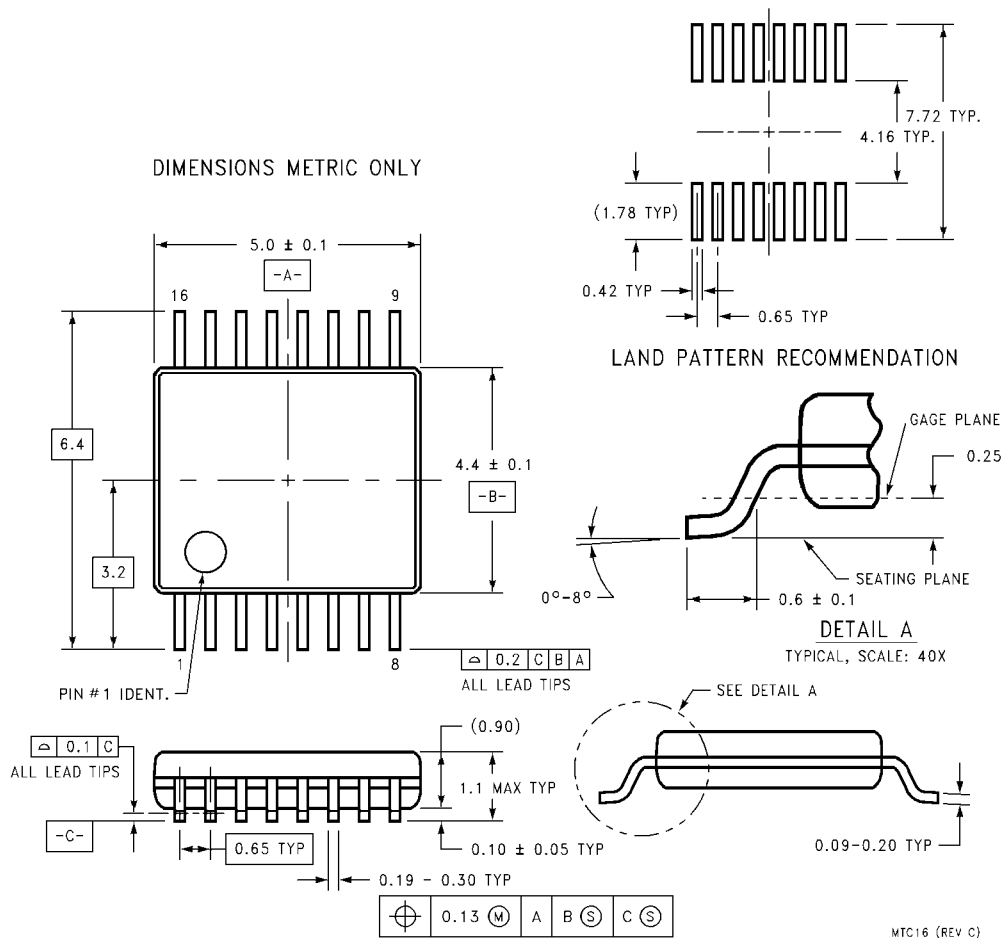 7.72 TYP.
4.16 TYP.
(1.78 TYP)
0.42 TYP
0.65 TYP
LAND PATTERN RECOMMENDATION
DIMENSIONS METRIC ONLY
5.0 ± 0.1
-A-
16
9
6.4
4.4 ± 0.1
-B-
3.2
1
8
PIN #1 IDENT.
⌓ 0.2 C B A
ALL LEAD TIPS
GAGE PLANE
0.25
SEATING PLANE
0°-8°
0.6 ± 0.1
DETAIL A
TYPICAL, SCALE: 40X
SEE DETAIL A
0.09-0.20 TYP
(0.90)
⌓ 0.1 C
ALL LEAD TIPS
1.1 MAX TYP
-C-
0.65 TYP
0.10 ± 0.05 TYP
0.19 - 0.30 TYP
⌖ 0.13 Ⓜ A B Ⓢ C Ⓢ
MTC16 (REV C)